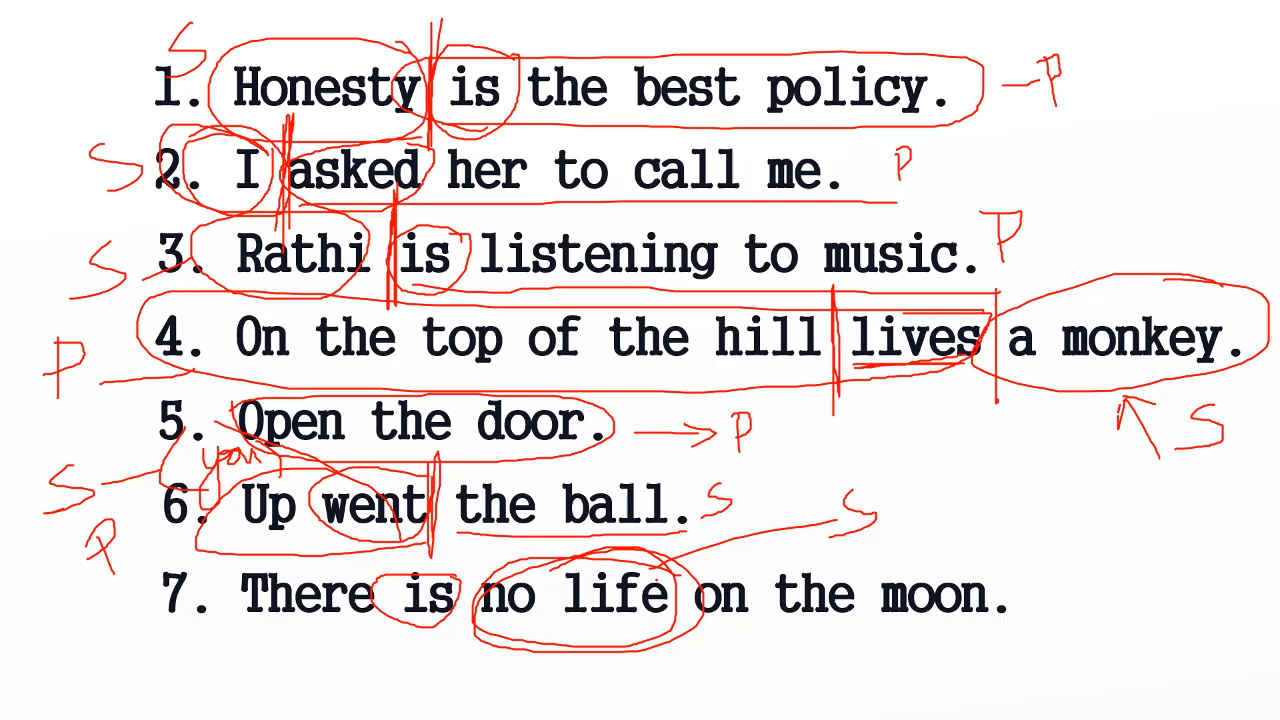 S
1. Honesty is the best policy. - P
S 2. I asked her to call me. P
S 3. Rathi is listening to music. P
4. On the top of the hill lives a monkey.
P
5. Open the door. → P S
you
S 6. Up went the ball. S S
P
7. There is no life on the moon.